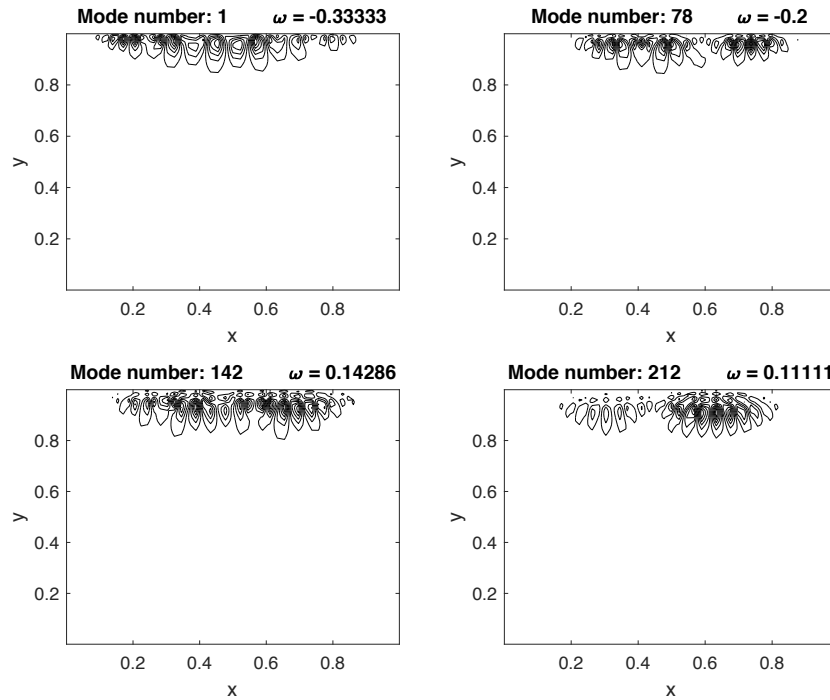 Mode number: 1 ω = -0.33333
0.8
0.6
0.4
0.2
y
0.2 0.4 0.6 0.8
x
Mode number: 78 ω = -0.2
0.8
0.6
0.4
0.2
y
0.2 0.4 0.6 0.8
x
Mode number: 142 ω = 0.14286
0.8
0.6
0.4
0.2
y
0.2 0.4 0.6 0.8
x
Mode number: 212 ω = 0.11111
0.8
0.6
0.4
0.2
y
0.2 0.4 0.6 0.8
x